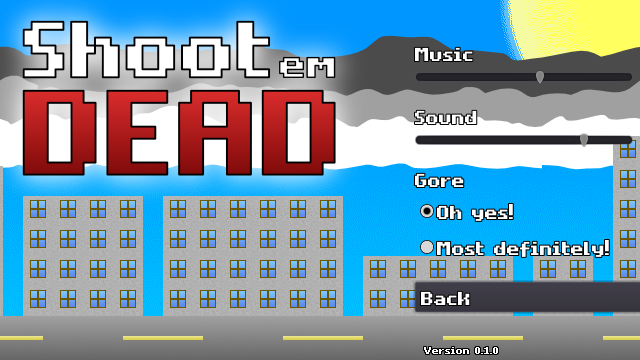 Shoot em
DEAD
Music
Sound
Gore
Oh yes!
Most definitely!
Back
Version 0.1.0